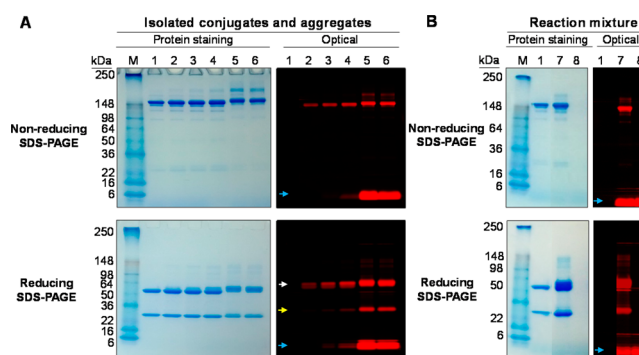 A
Isolated conjugates and aggregates
Protein staining
Optical
kDa M 1 2 3 4 5 6
1 2 3 4 5 6
Non-reducing
SDS-PAGE
250
148
98
64
50
36
22
16
6
Reducing
SDS-PAGE
250
148
98
64
50
36
22
16
6
B
Reaction mixture
Protein staining
Optical
kDa M 1 7 8
1 7 8
Non-reducing
SDS-PAGE
250
148
98
64
50
36
16
6
Reducing
SDS-PAGE
250
148
98
50
36
22
16
6